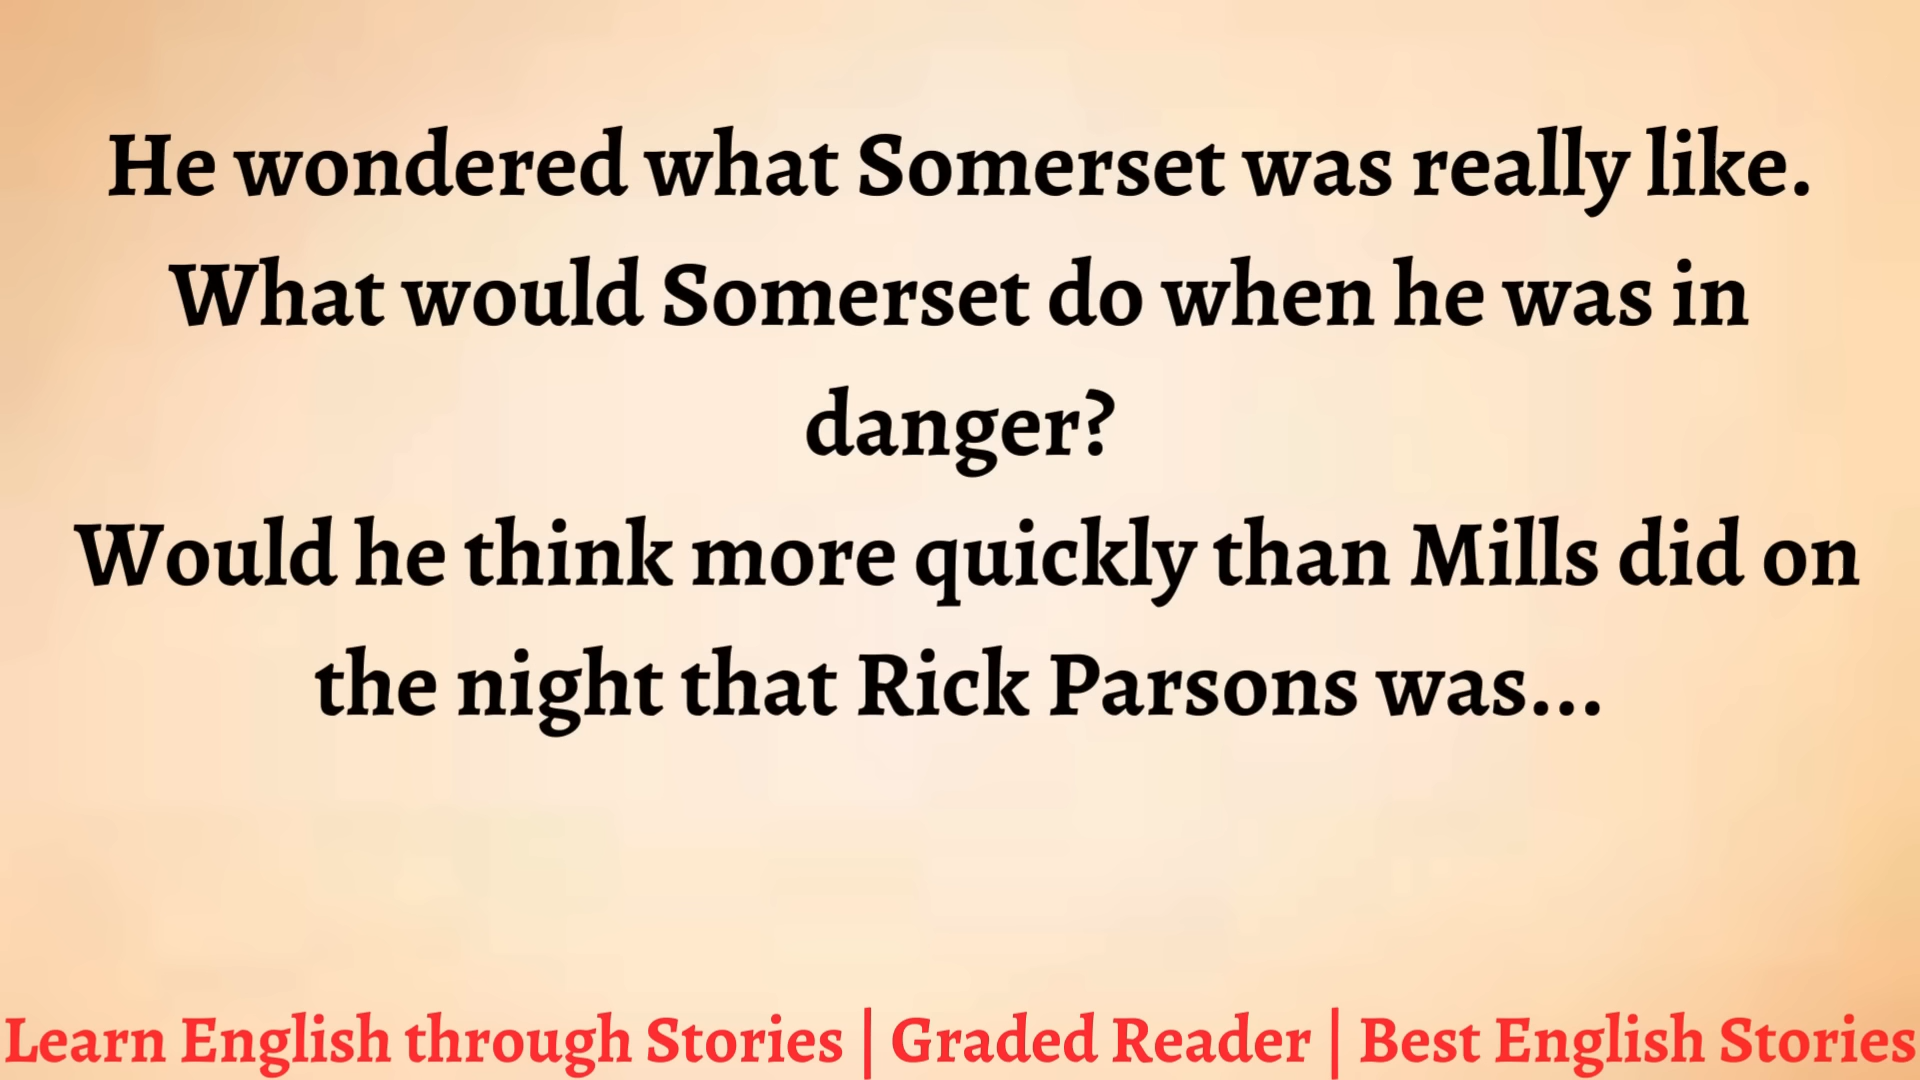 He wondered what Somerset was really like.
What would Somerset do when he was in
danger?
Would he think more quickly than Mills did on
the night that Rick Parsons was...
Learn English through Stories | Graded Reader | Best English Stories